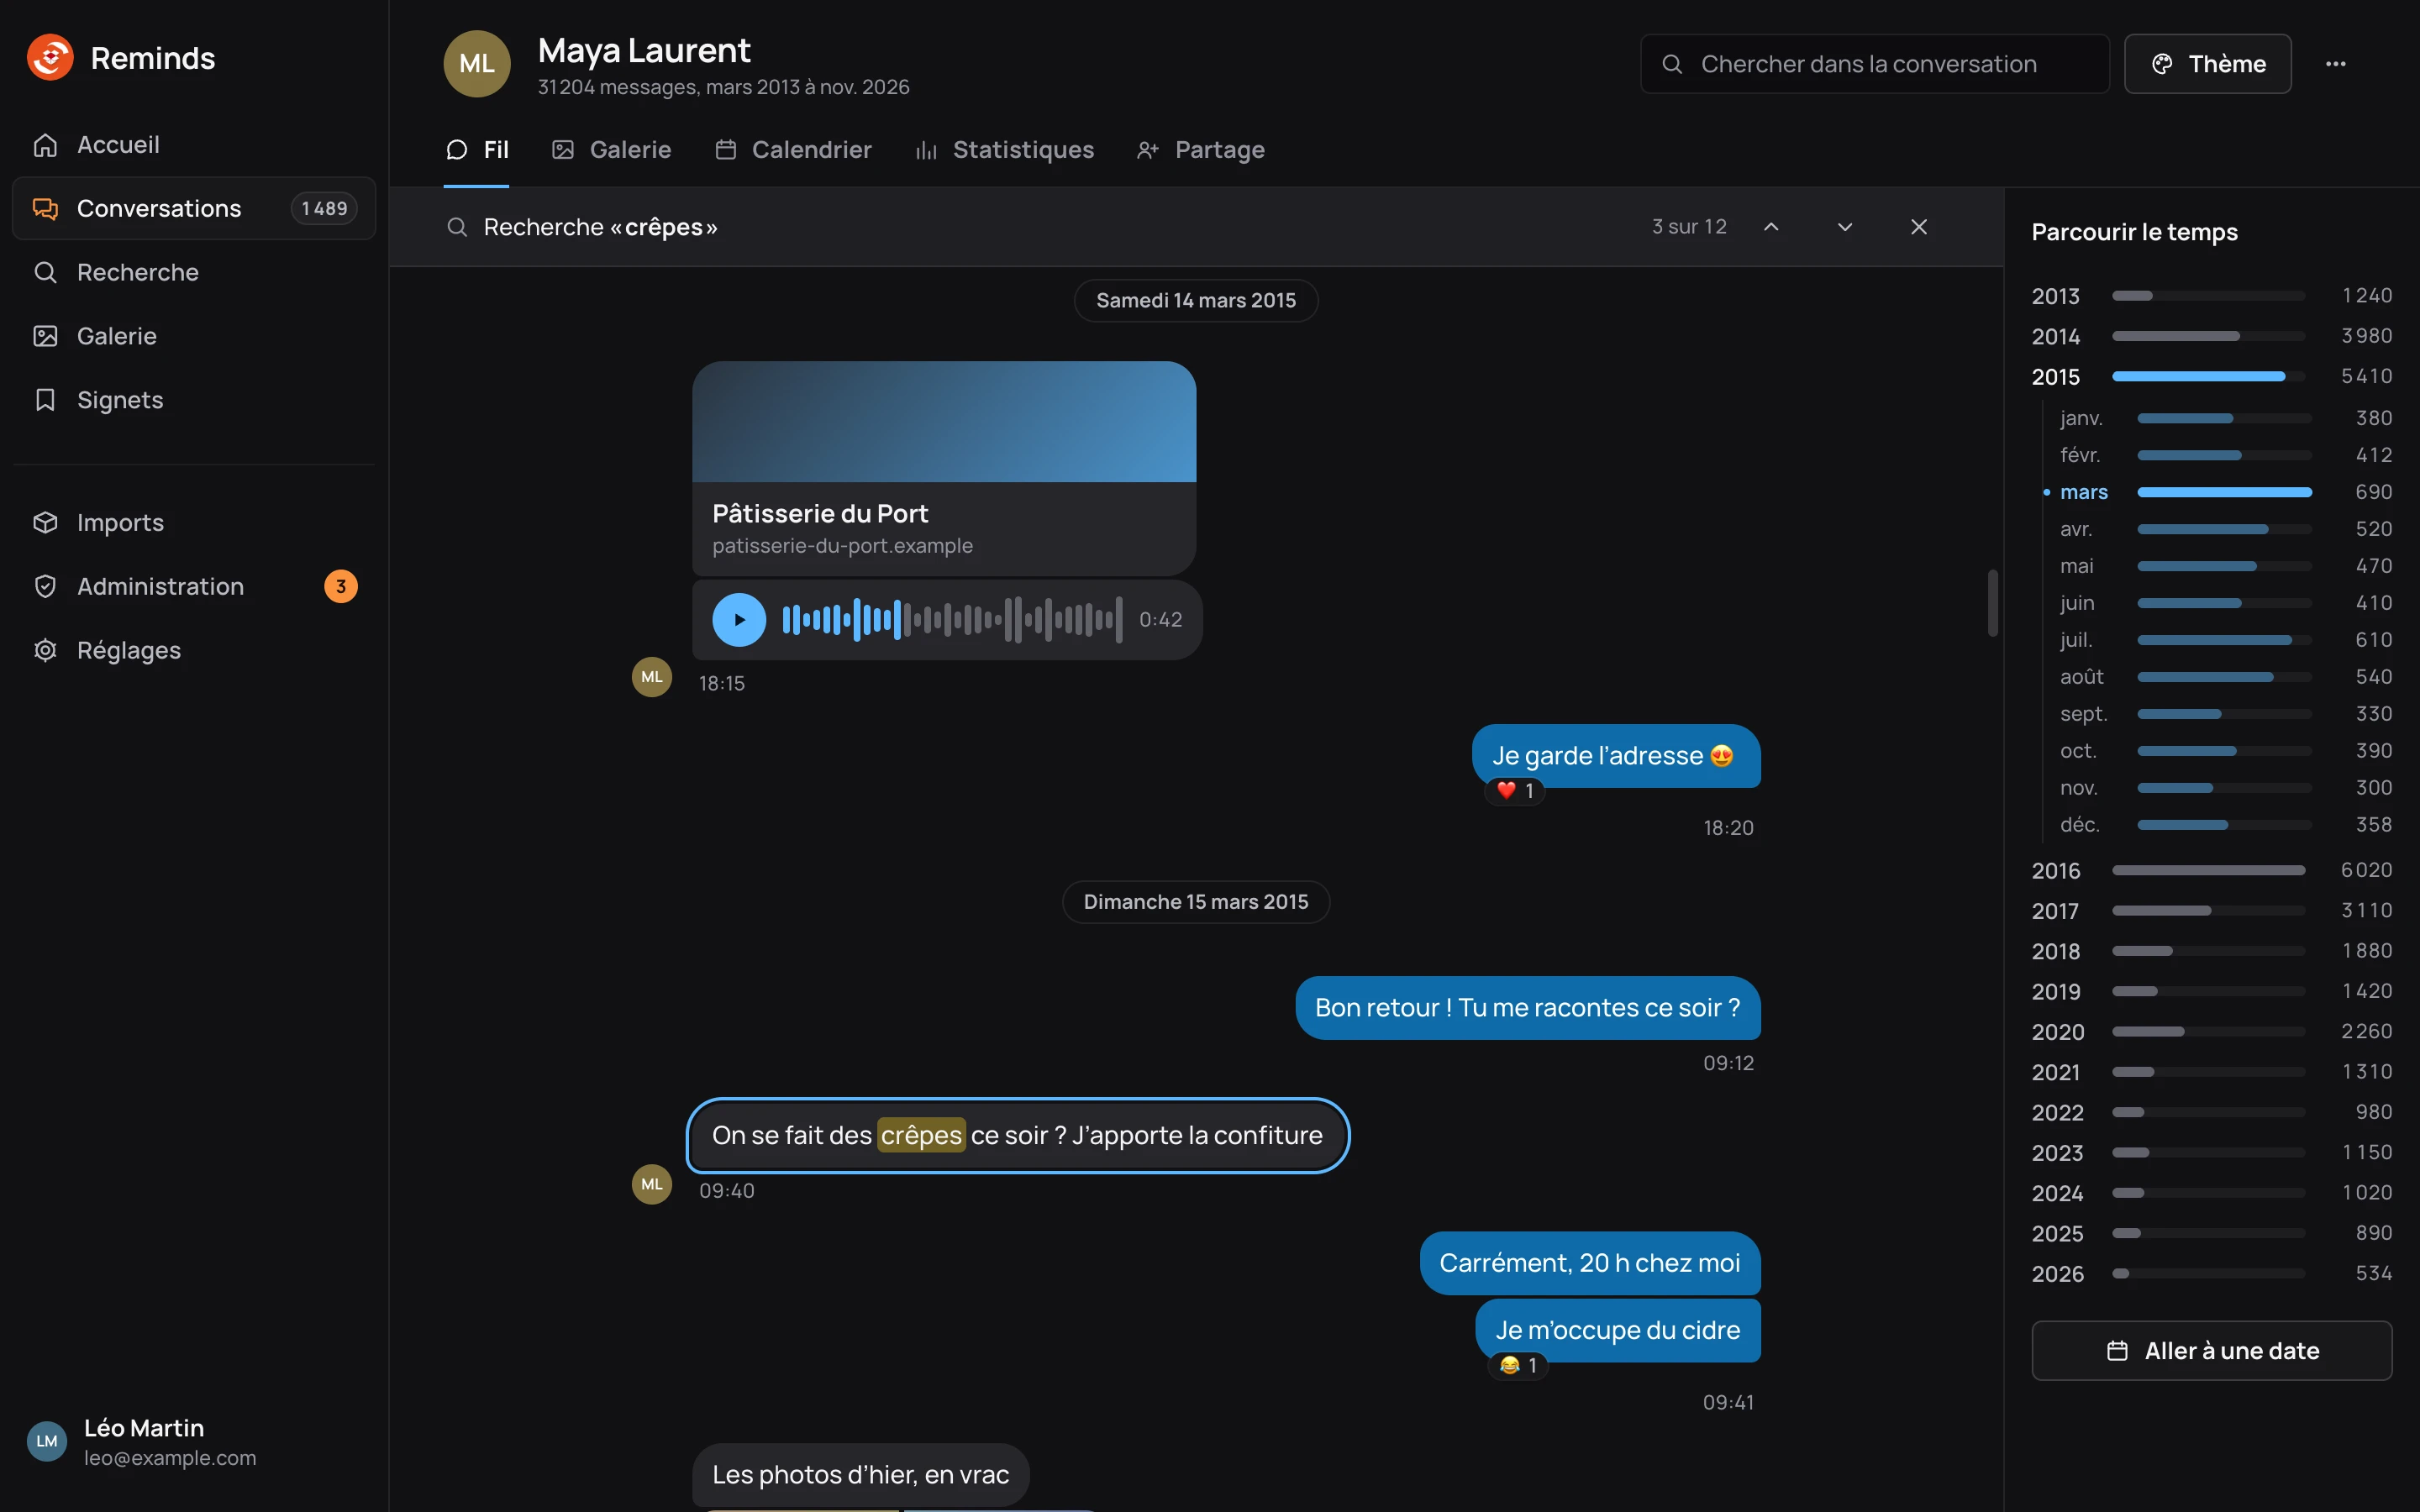 Reminds
Accueil
Conversations 1 489
Recherche
Galerie
Signets
Imports
Administration 3
Réglages
LM
Léo Martin
leo@example.com
ML
Maya Laurent
31 204 messages, mars 2013 à nov. 2026
Chercher dans la conversation
Thème
Fil
Galerie
Calendrier
Statistiques
Partage
Recherche « crêpes »
3 sur 12
Samedi 14 mars 2015
Pâtisserie du Port
patisserie-du-port.example
0:42
ML
18:15
Je garde l’adresse 😍
❤️ 1
18:20
Dimanche 15 mars 2015
Bon retour ! Tu me racontes ce soir ?
09:12
On se fait des crêpes ce soir ? J’apporte la confiture
ML
09:40
Carrément, 20 h chez moi
Je m’occupe du cidre
😂 1
09:41
Les photos d’hier, en vrac
Parcourir le temps
2013 1 240
2014 3 980
2015 5 410
janv. 380
févr. 412
mars 690
avr. 520
mai 470
juin 410
juil. 610
août 540
sept. 330
oct. 390
nov. 300
déc. 358
2016 6 020
2017 3 110
2018 1 880
2019 1 420
2020 2 260
2021 1 310
2022 980
2023 1 150
2024 1 020
2025 890
2026 534
Aller à une date